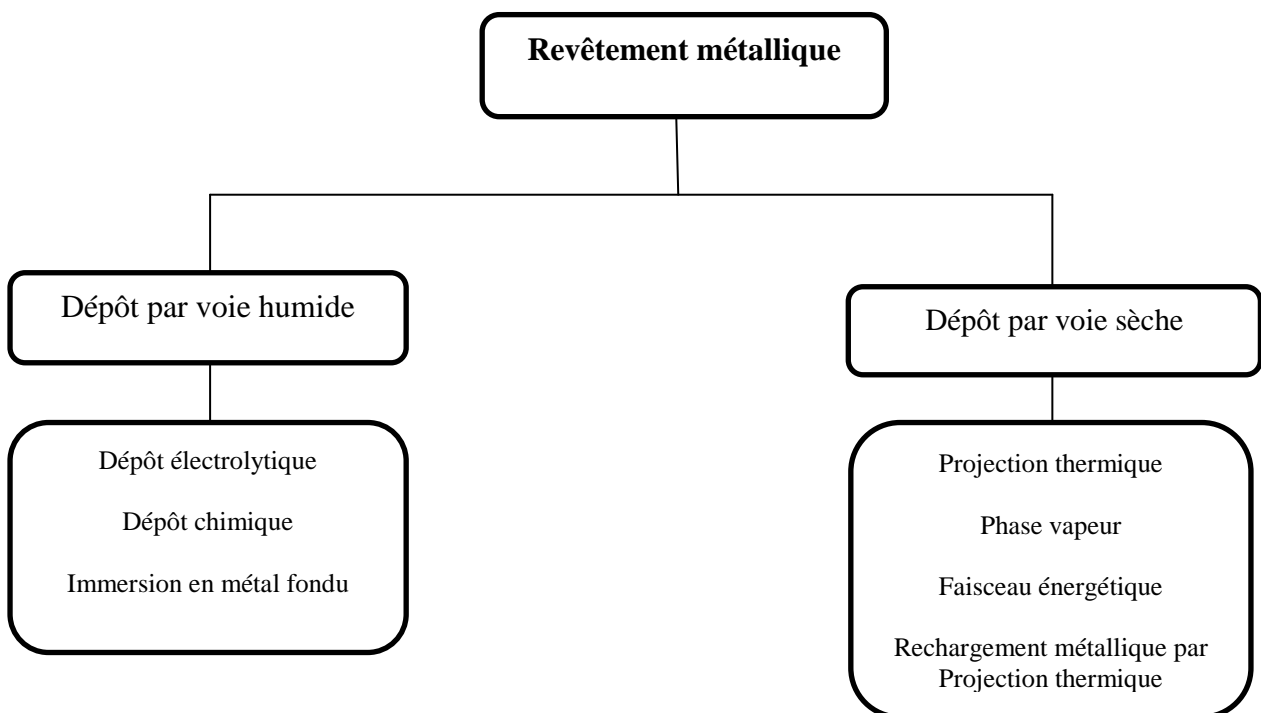 Revêtement métallique
Dépôt par voie humide
Dépôt par voie sèche
Dépôt électrolytique
Dépôt chimique
Immersion en métal fondu
Projection thermique
Phase vapeur
Faisceau énergétique
Rechargement métallique par
Projection thermique